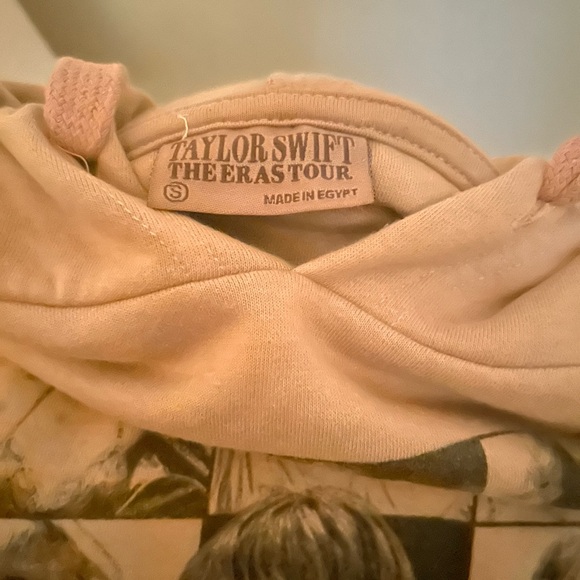 TAYLOR SWIFT
THE ERAS TOUR
S MADE IN EGYPT